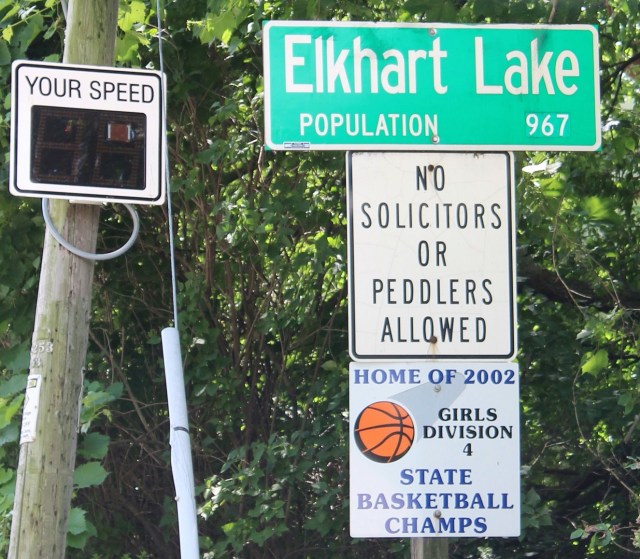 YOUR SPEED
Elkhart Lake
POPULATION 967
NO
SOLICITORS
OR
PEDDLERS
ALLOWED
HOME OF 2002
GIRLS
DIVISION
4
STATE
BASKETBALL
CHAMPS